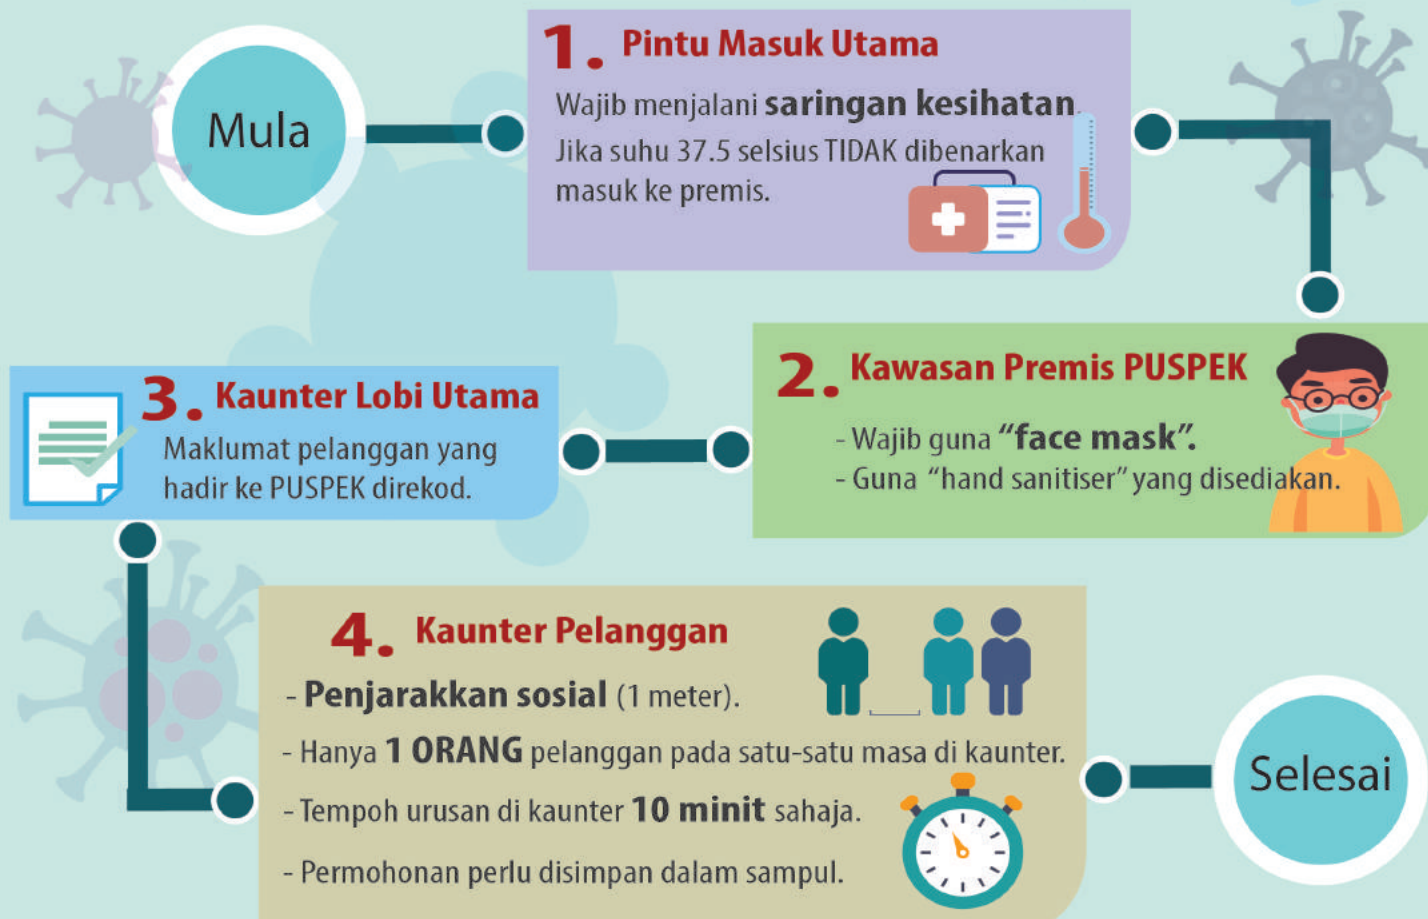 Mula
1. Pintu Masuk Utama
Wajib menjalani saringan kesihatan.
Jika suhu 37.5 selsius TIDAK dibenarkan
masuk ke premis.
2. Kawasan Premis PUSPEK
- Wajib guna “face mask”.
- Guna “hand sanitiser” yang disediakan.
3. Kaunter Lobi Utama
Maklumat pelanggan yang
hadir ke PUSPEK direkod.
4. Kaunter Pelanggan
- Penjarakkan sosial (1 meter).
- Hanya 1 ORANG pelanggan pada satu-satu masa di kaunter.
- Tempoh urusan di kaunter 10 minit sahaja.
- Permohonan perlu disimpan dalam sampul.
Selesai